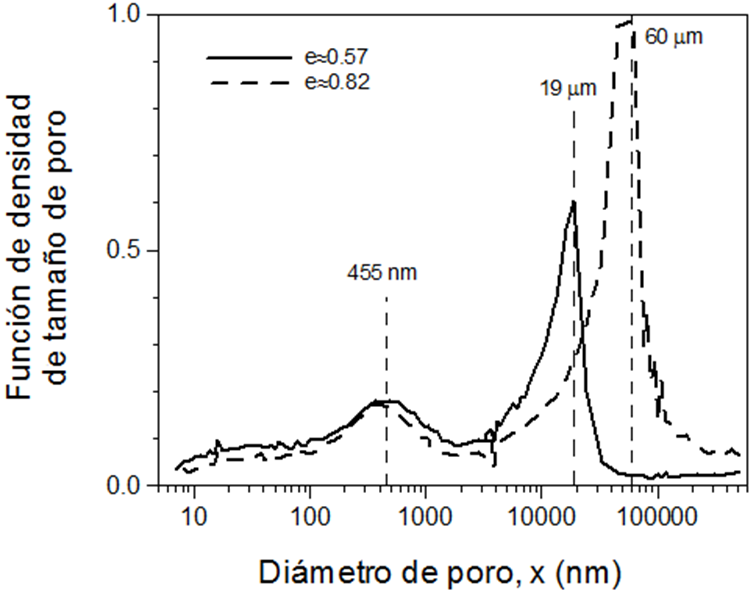 1.0
0.5
0.0
Función de densidad
de tamaño de poro
e≈0.57
e≈0.82
455 nm
19 µm
60 µm
10
100
1000
10000
100000
Diámetro de poro, x (nm)